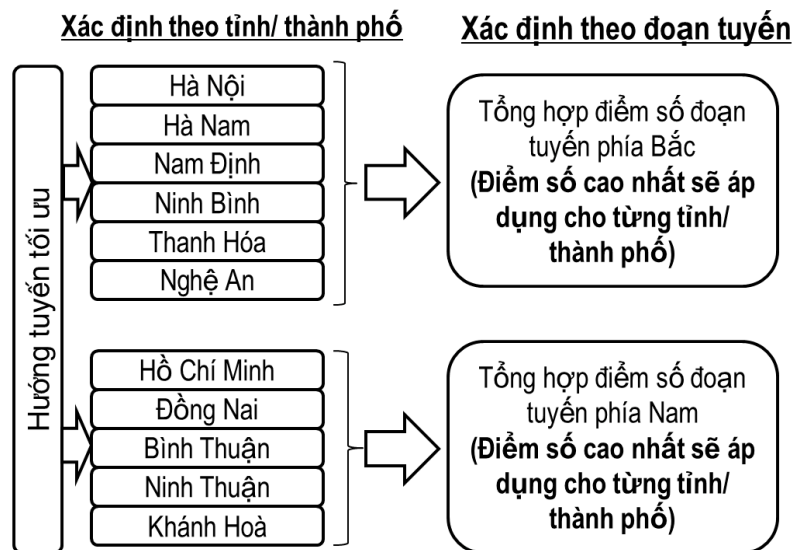 Xác định theo tỉnh/ thành phố
Xác định theo đoạn tuyến
Hướng tuyến tối ưu
Hà Nội
Hà Nam
Nam Định
Ninh Bình
Thanh Hóa
Nghệ An
Tổng hợp điểm số đoạn
tuyến phía Bắc
(Điểm số cao nhất sẽ áp
dụng cho từng tỉnh/
thành phố)
Hồ Chí Minh
Đồng Nai
Bình Thuận
Ninh Thuận
Khánh Hoà
Tổng hợp điểm số đoạn
tuyến phía Nam
(Điểm số cao nhất sẽ áp
dụng cho từng tỉnh/
thành phố)